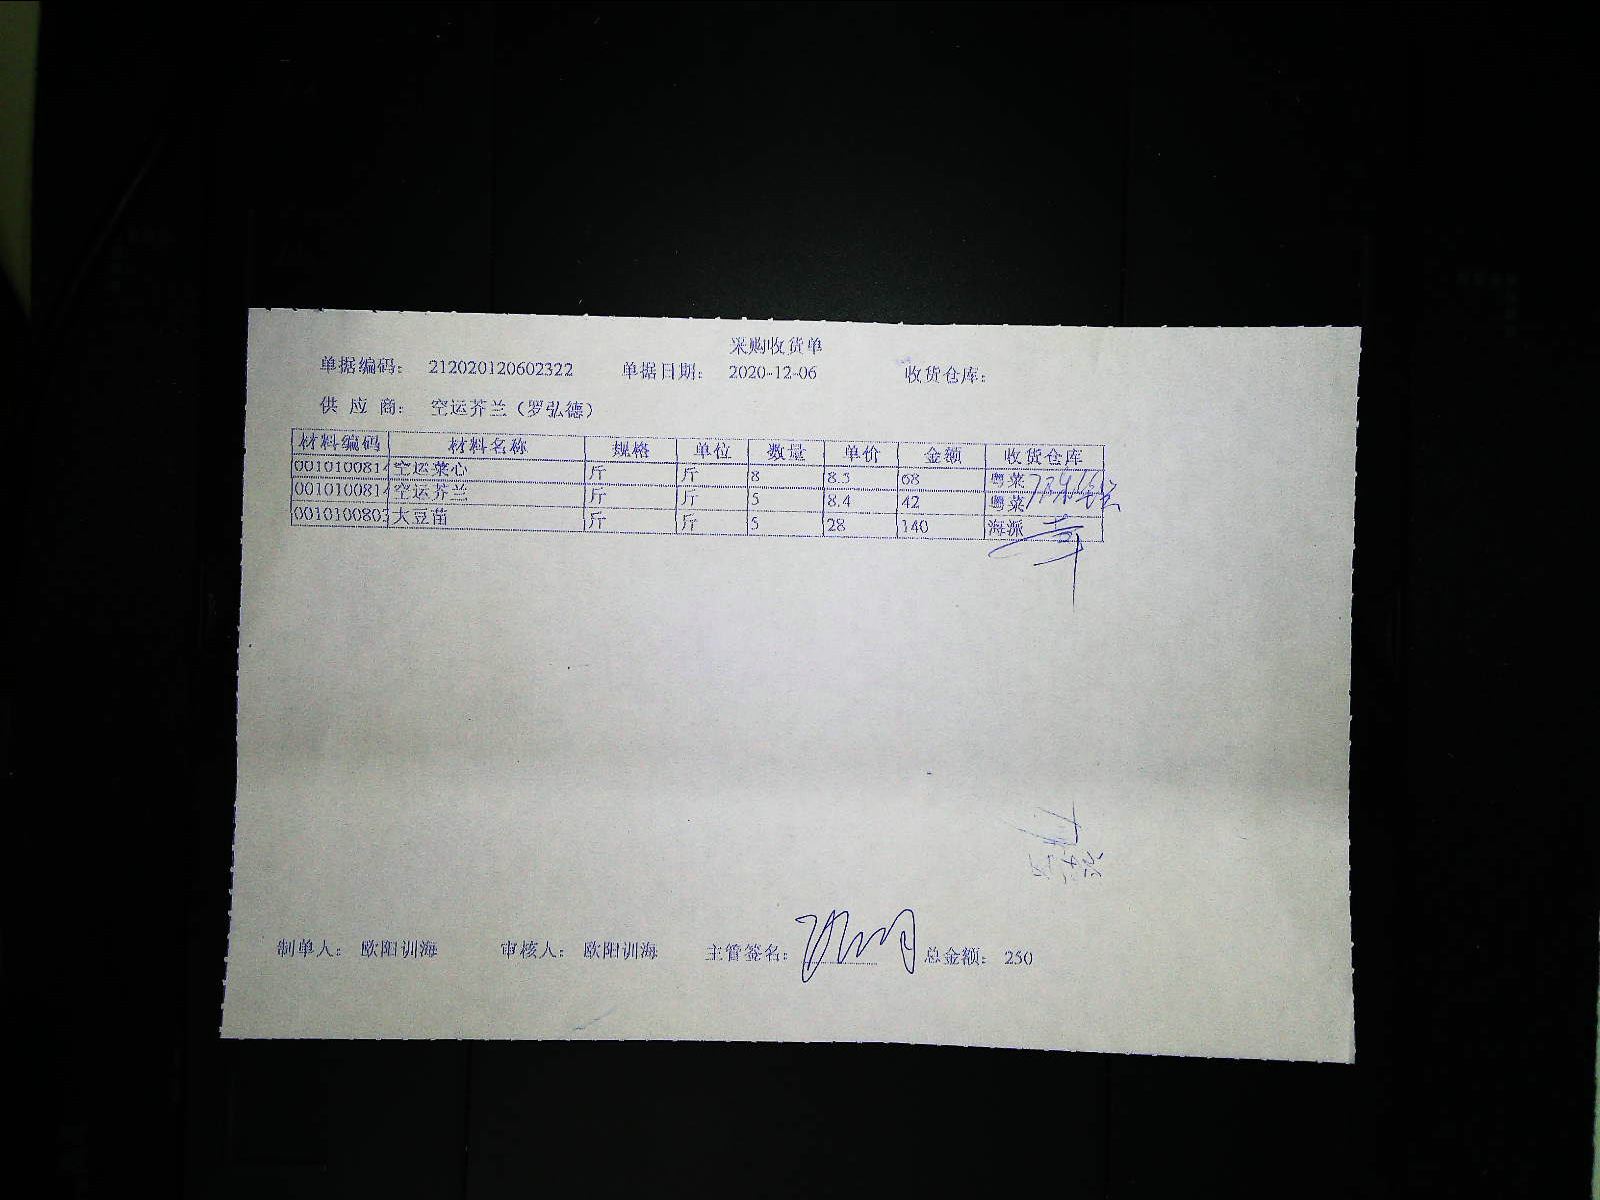 采购收货单
单据编码: 212020120602322 单据日期: 2020-12-06 收货仓库:
供应商: 空运芥兰(罗弘德)
材料编码 材料名称 规格 单位 数量 单价 金额 收货仓库
0010100814 空运菜心 斤 斤 8 8.5 68 粤菜
0010100814 空运芥兰 斤 斤 5 8.4 42 粤菜
001010080 大豆苗 斤 斤 5 28 140 海派
制单人: 欧阳训海 审核人: 欧阳训海 主管签名: 总金额: 250